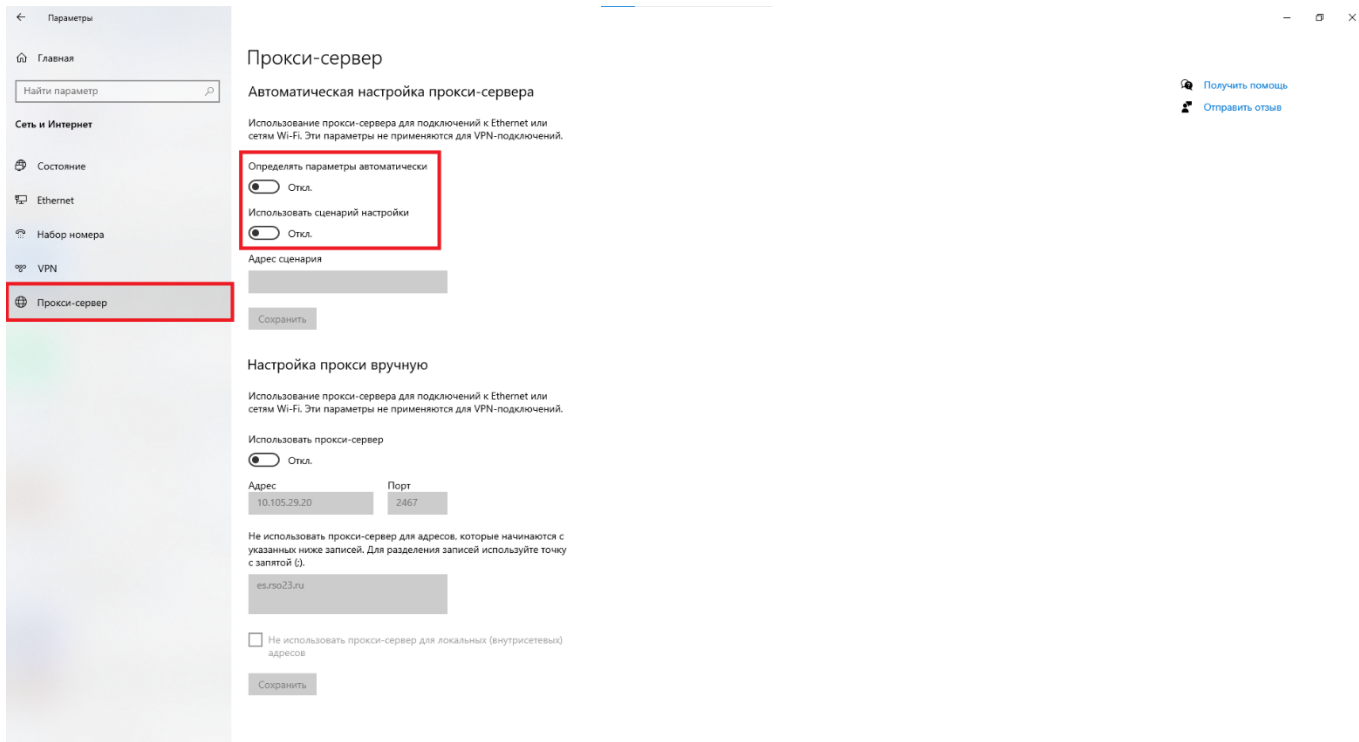 Параметры
Главная
Найти параметр
Сеть и Интернет
Состояние
Ethernet
Набор номера
VPN
Прокси-сервер
Прокси-сервер
Автоматическая настройка прокси-сервера
Использование прокси-сервера для подключений к Ethernet или
сетям Wi-Fi. Эти параметры не применяются для VPN-подключений.
Определять параметры автоматически
Откл.
Использовать сценарий настройки
Откл.
Адрес сценария
Сохранить
Настройка прокси вручную
Использование прокси-сервера для подключений к Ethernet или
сетям Wi-Fi. Эти параметры не применяются для VPN-подключений.
Использовать прокси-сервер
Откл.
Адрес Порт
10.105.29.20 2467
Не использовать прокси-сервер для адресов, которые начинаются с
указанных ниже записей. Для разделения записей используйте точку
с запятой (;).
es.rso23.ru
Не использовать прокси-сервер для локальных (внутрисетевых)
адресов
Сохранить
Получить помощь
Отправить отзыв